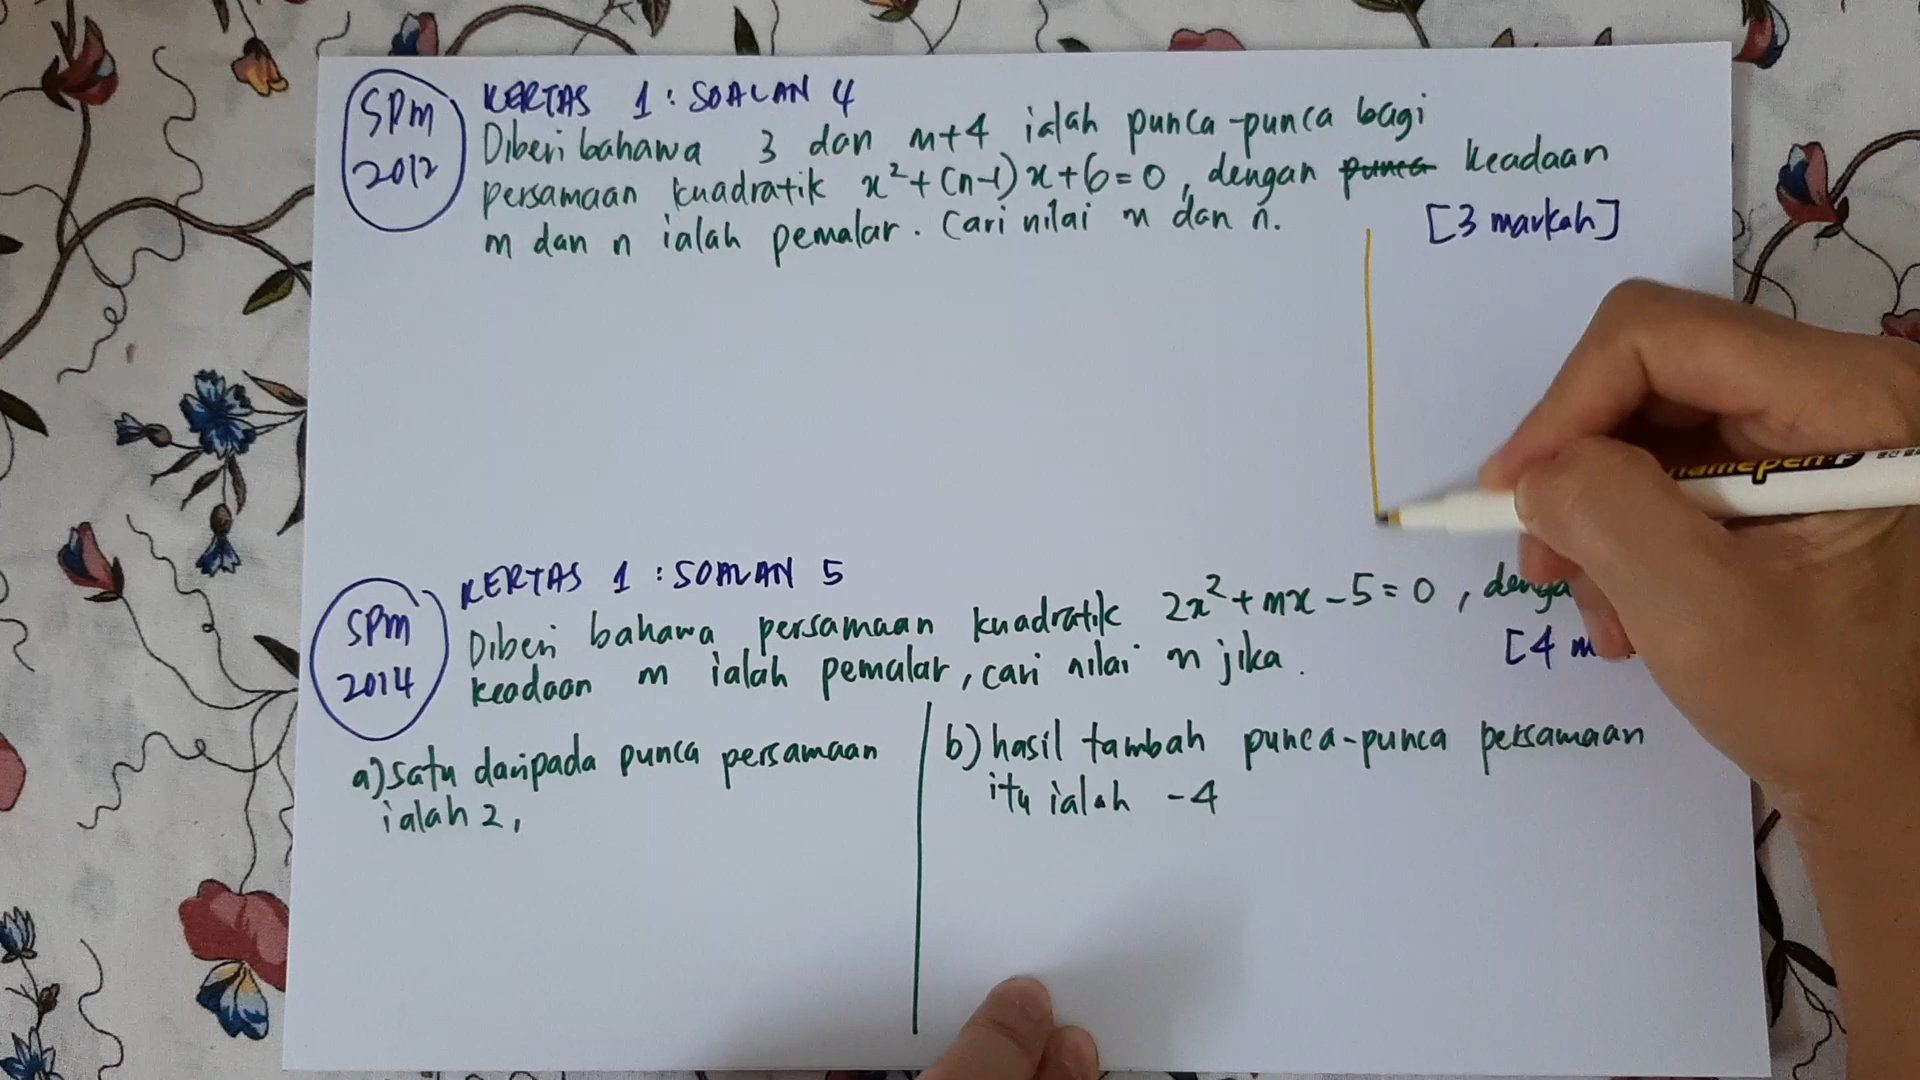 SPM
2012
KERTAS 1 : SOALAN 4
Diberi bahawa 3 dan m+4 ialah punca-punca bagi
persamaan kuadratik x²+(n-1)x+6=0, dengan punca keadaan
m dan n ialah pemalar. Cari nilai m dan n.
[3 markah]
namepen-F
SPM
2014
KERTAS 1 : SOALAN 5
Diberi bahawa persamaan kuadratik 2x²+mx-5=0, denga
keadaan m ialah pemalar, cari nilai m jika.
[4 m
a) satu daripada punca persamaan
ialah 2,
b) hasil tambah punca-punca persamaan
itu ialah -4